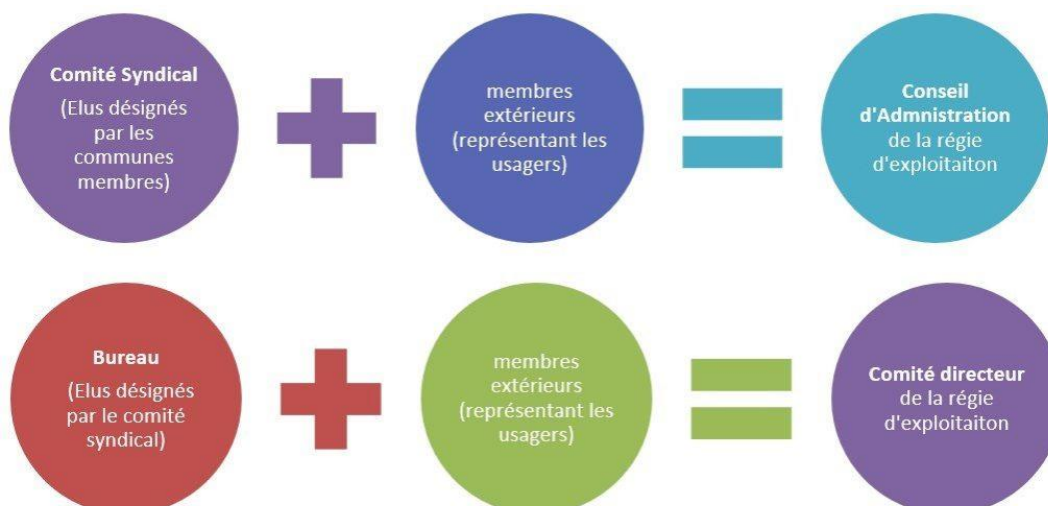 Comité Syndical
(Elus désignés
par les
communes
membres)
membres
extérieurs
(représentant les
usagers)
Conseil
d'Admnistration
de la régie
d'exploitaiton
Bureau
(Elus désignés
par le comité
syndical)
membres
extérieurs
(représentant les
usagers)
Comité directeur
de la régie
d'exploitaiton